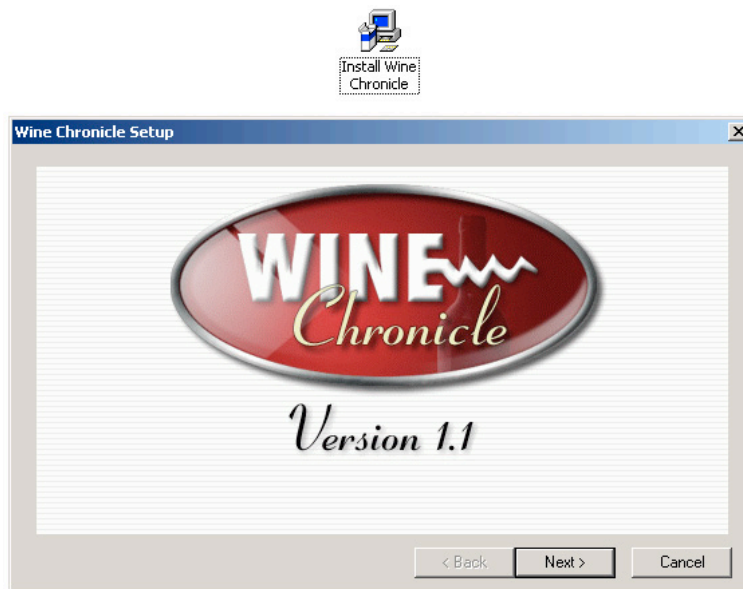 Install Wine
Chronicle
Wine Chronicle Setup
WINE
Chronicle
Version 1.1
< Back Next > Cancel